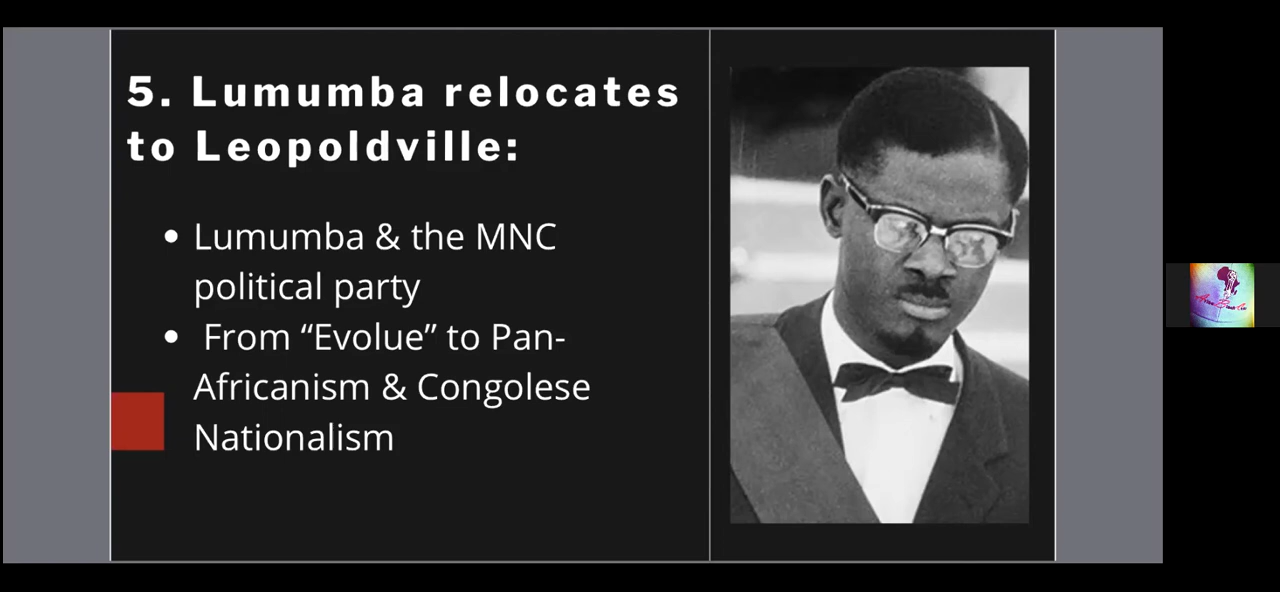 5. Lumumba relocates
to Leopoldville:
• Lumumba & the MNC
political party
• From “Evolue” to Pan-
Africanism & Congolese
Nationalism